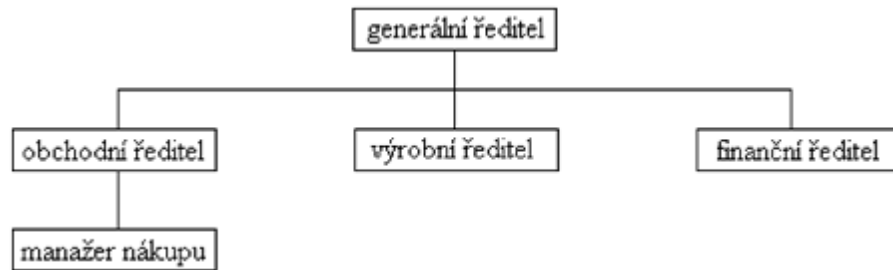 generální ředitel
obchodní ředitel
výrobní ředitel
finanční ředitel
manažer nákupu